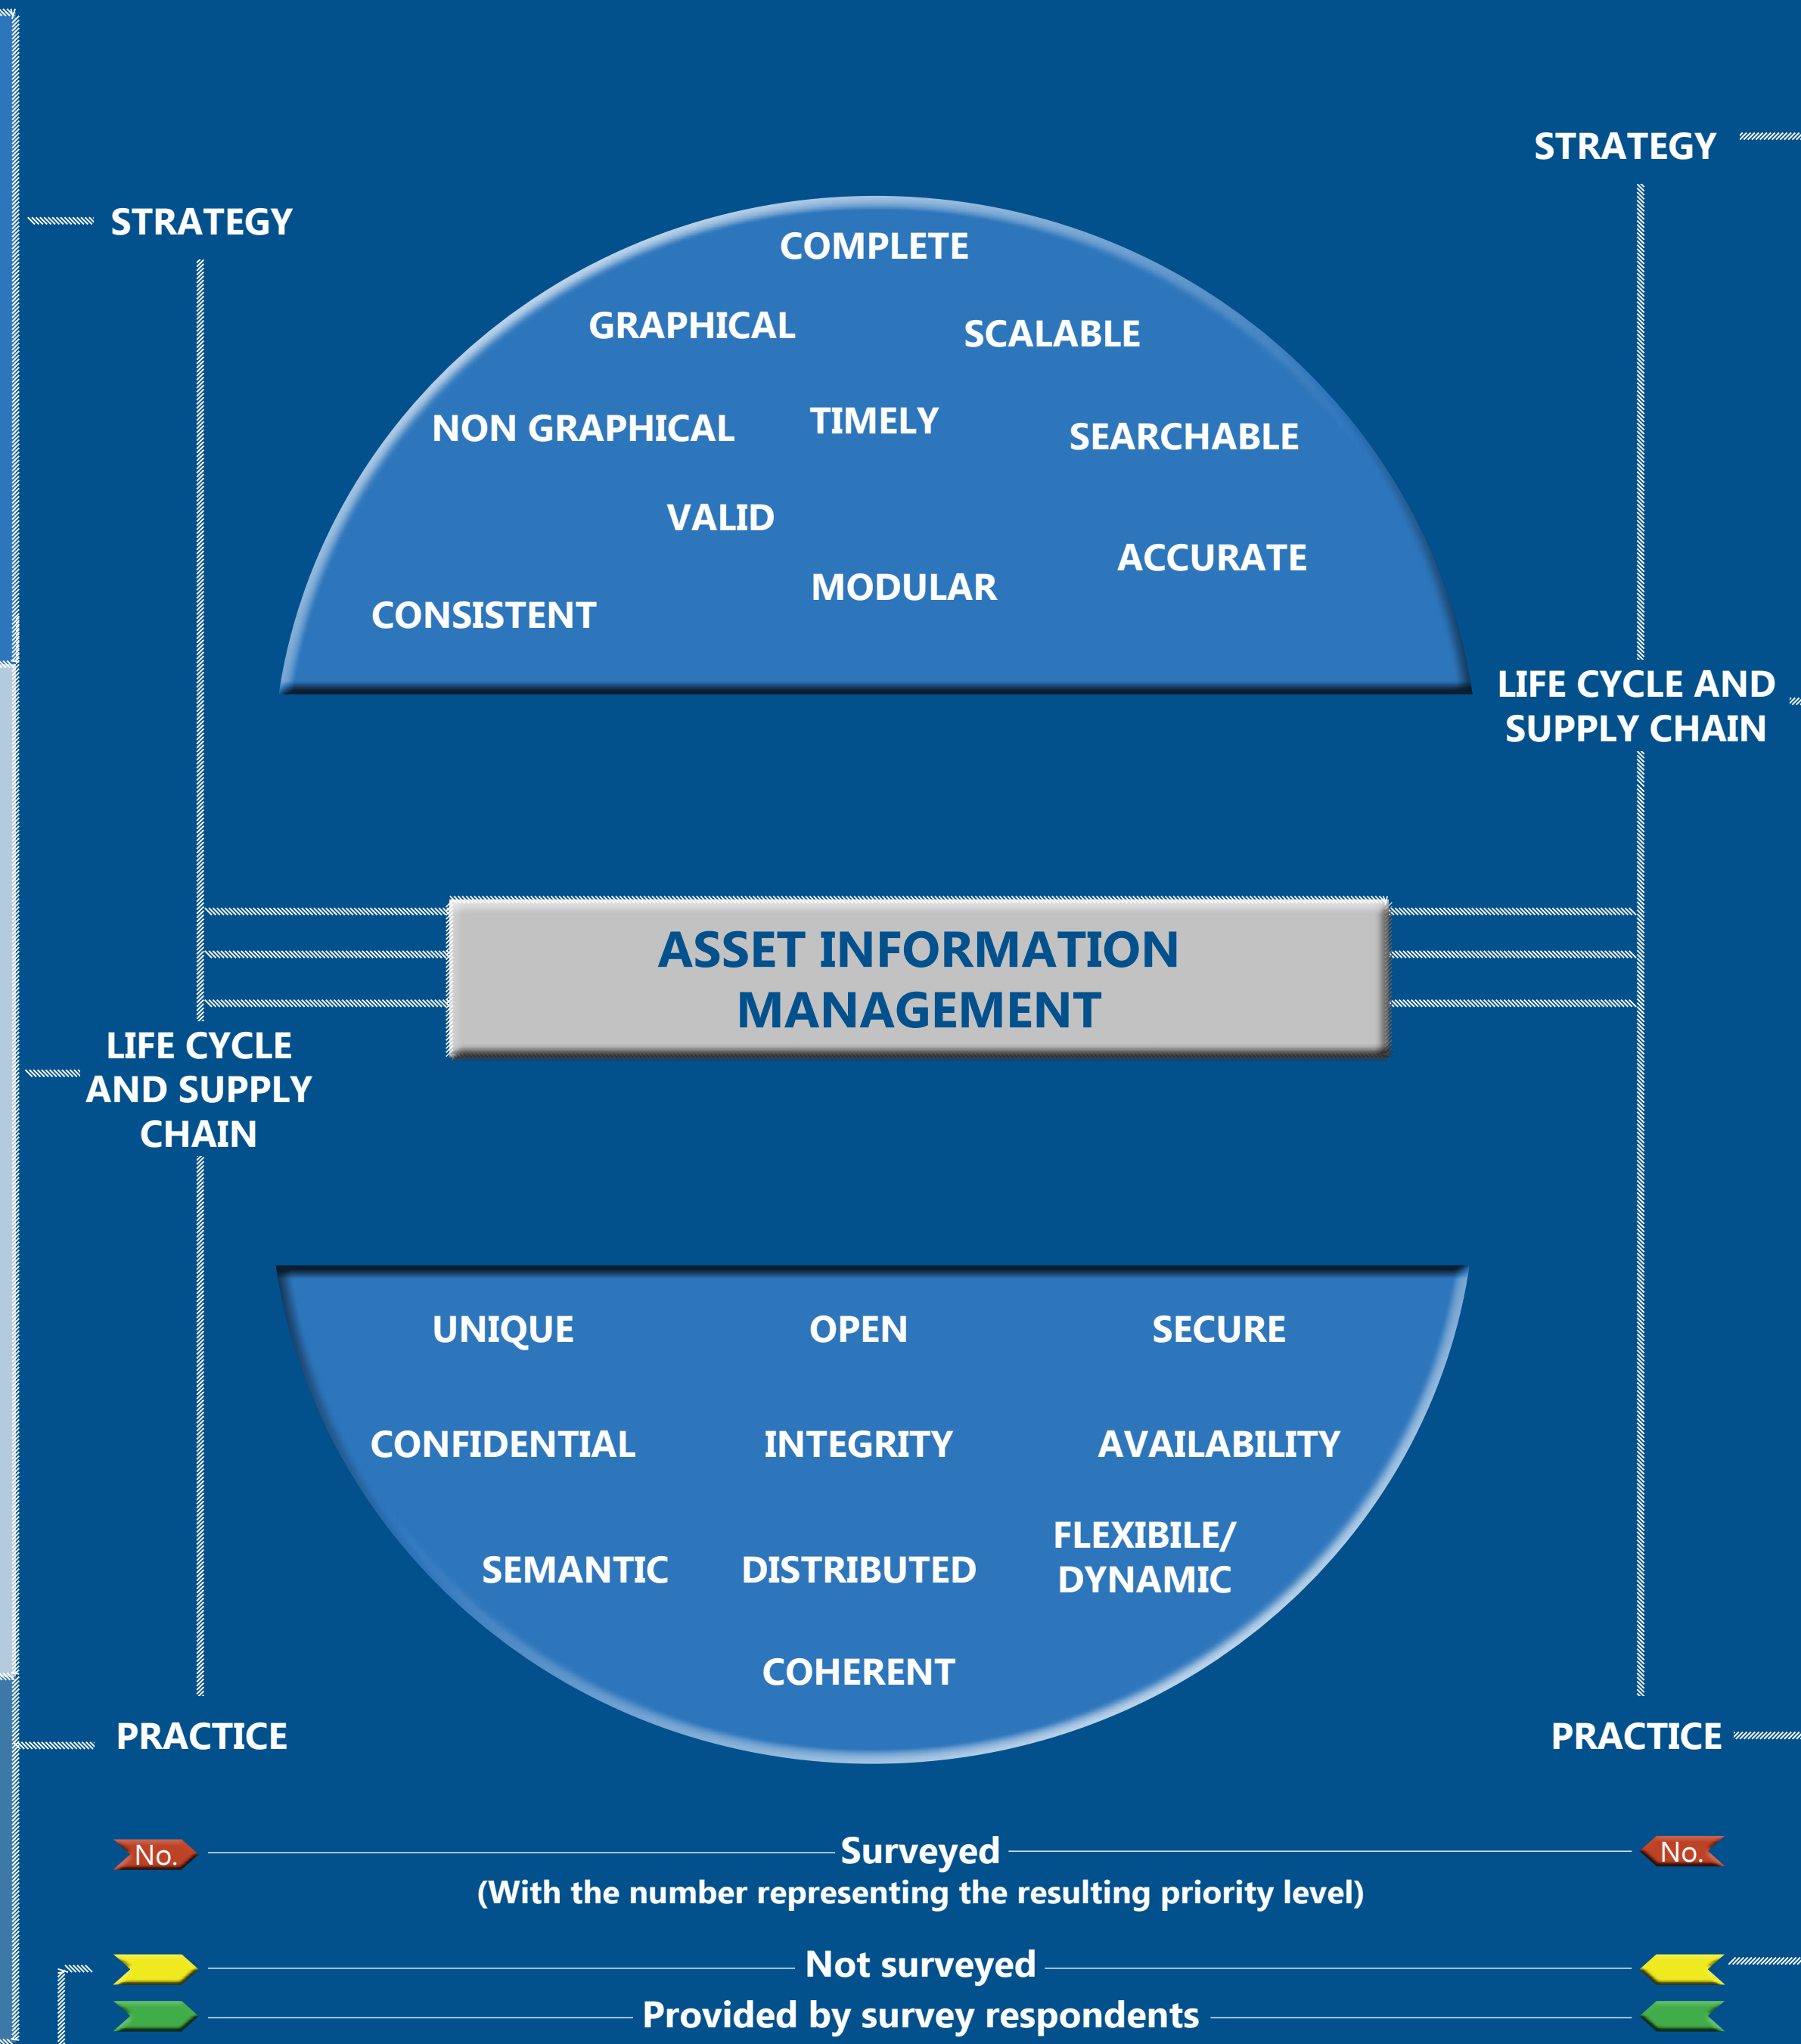 STRATEGY
STRATEGY
COMPLETE
GRAPHICAL
SCALABLE
NON GRAPHICAL
TIMELY
SEARCHABLE
VALID
ACCURATE
MODULAR
CONSISTENT
LIFE CYCLE AND
SUPPLY CHAIN
ASSET INFORMATION
MANAGEMENT
LIFE CYCLE
AND SUPPLY
CHAIN
UNIQUE
OPEN
SECURE
CONFIDENTIAL
INTEGRITY
AVAILABILITY
SEMANTIC
DISTRIBUTED
FLEXIBILE/
DYNAMIC
COHERENT
PRACTICE
PRACTICE
No.
Surveyed
No.
(With the number representing the resulting priority level)
Not surveyed
Provided by survey respondents